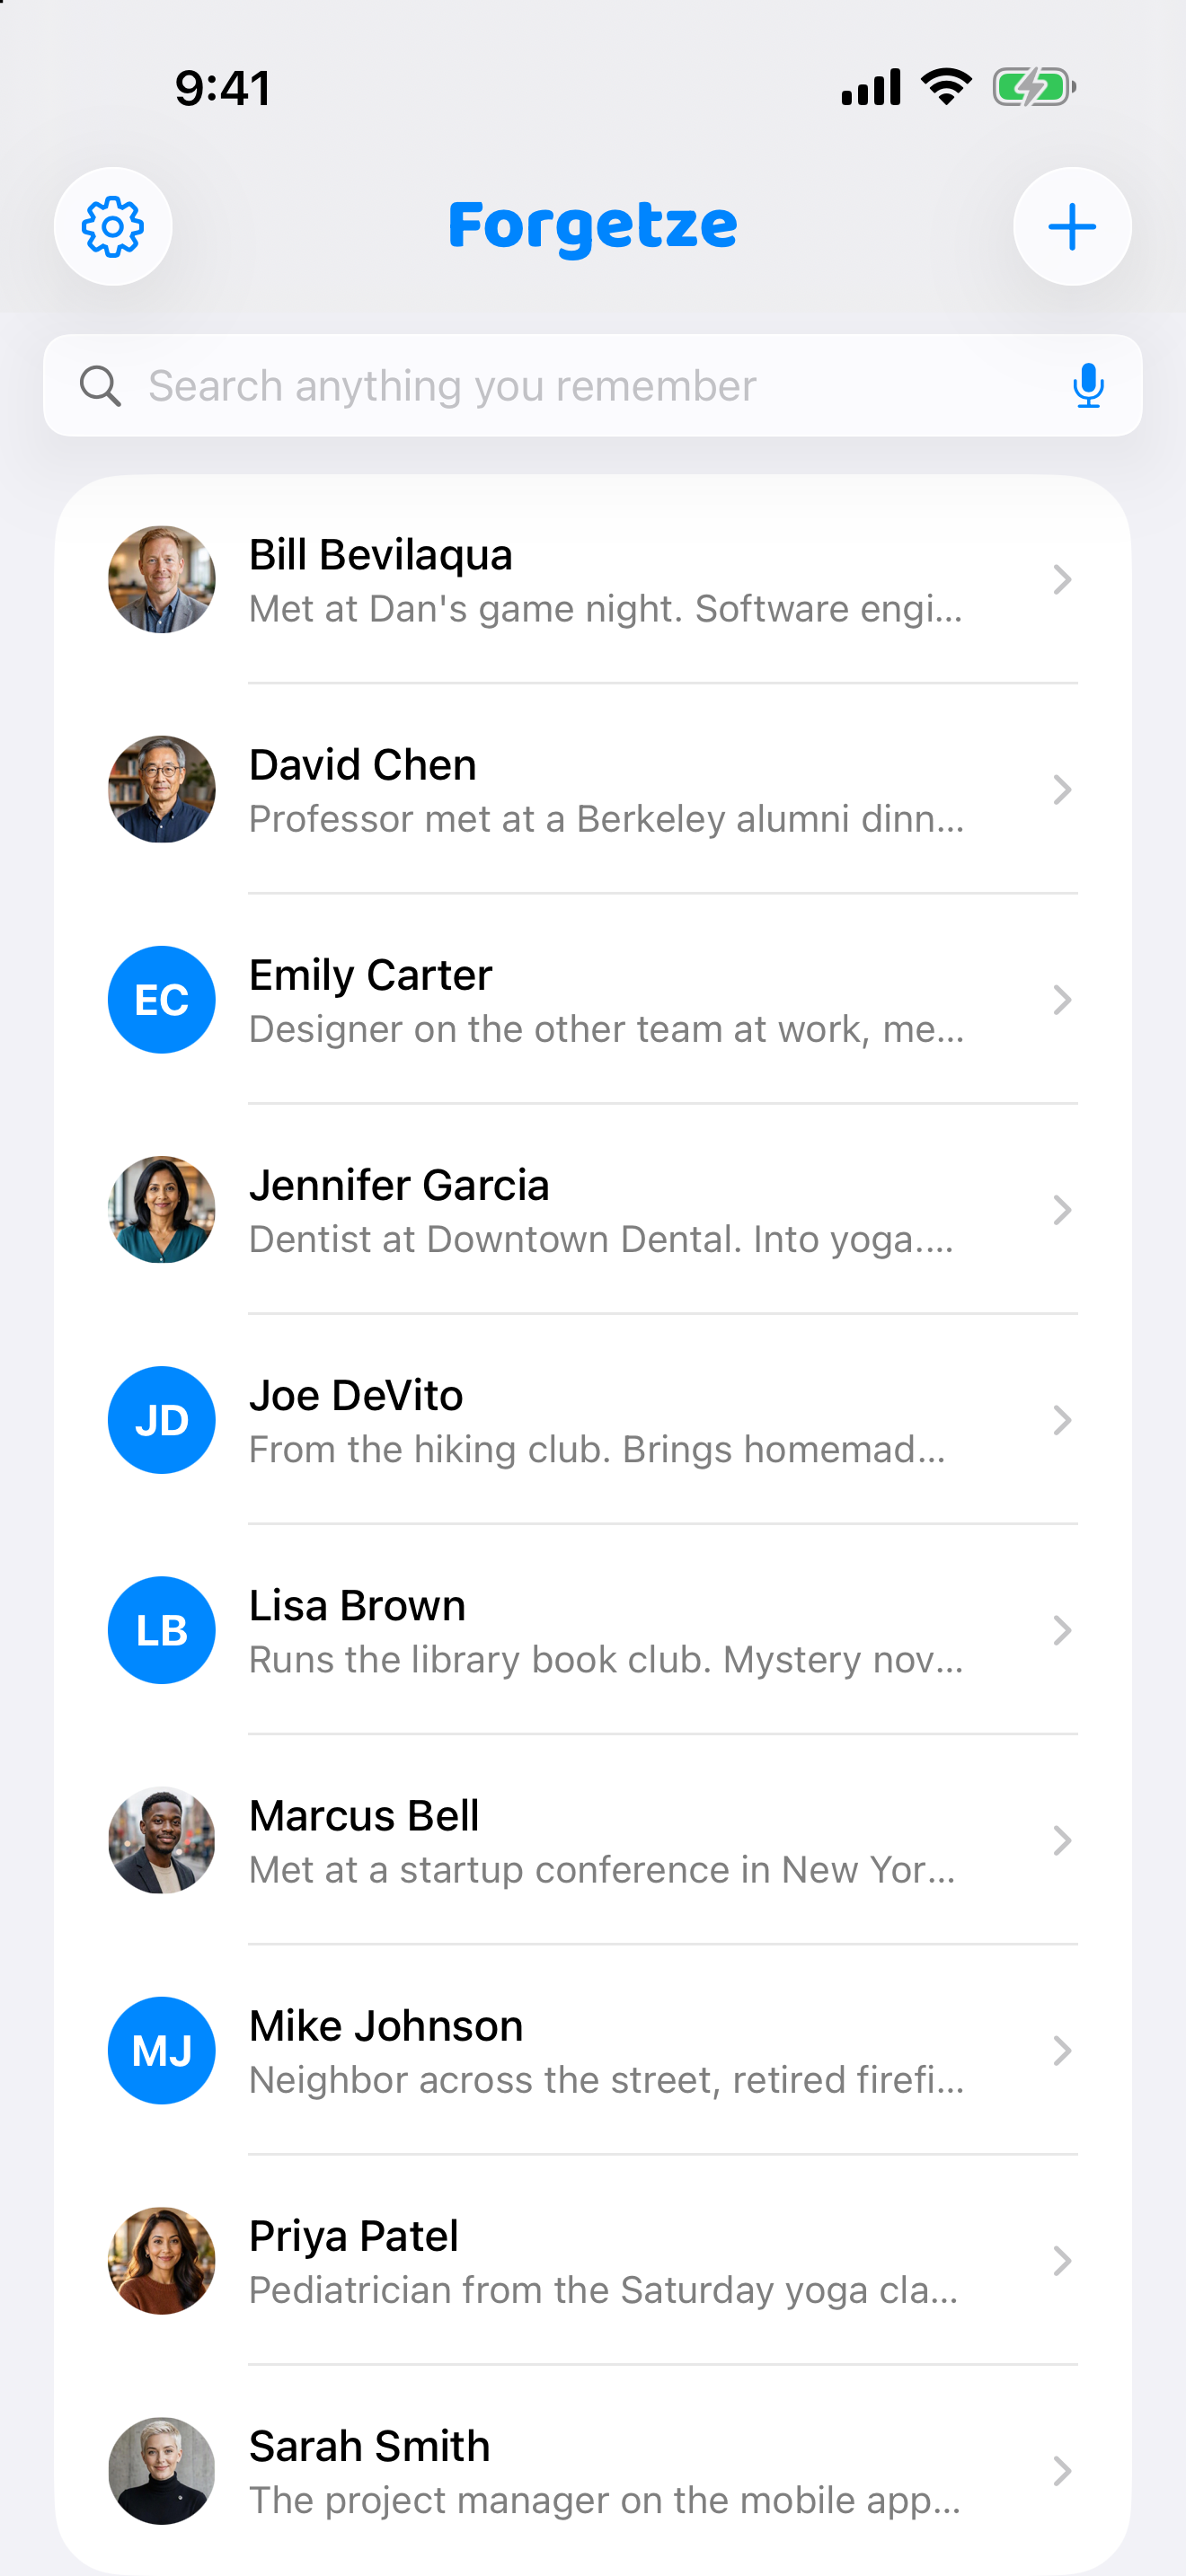 9:41
Forgetze
Search anything you remember
Bill Bevilaqua
Met at Dan's game night. Software engi...
David Chen
Professor met at a Berkeley alumni dinn...
EC
Emily Carter
Designer on the other team at work, me...
Jennifer Garcia
Dentist at Downtown Dental. Into yoga....
JD
Joe DeVito
From the hiking club. Brings homemad...
LB
Lisa Brown
Runs the library book club. Mystery nov...
Marcus Bell
Met at a startup conference in New Yor...
MJ
Mike Johnson
Neighbor across the street, retired firefi...
Priya Patel
Pediatrician from the Saturday yoga cla...
Sarah Smith
The project manager on the mobile app...